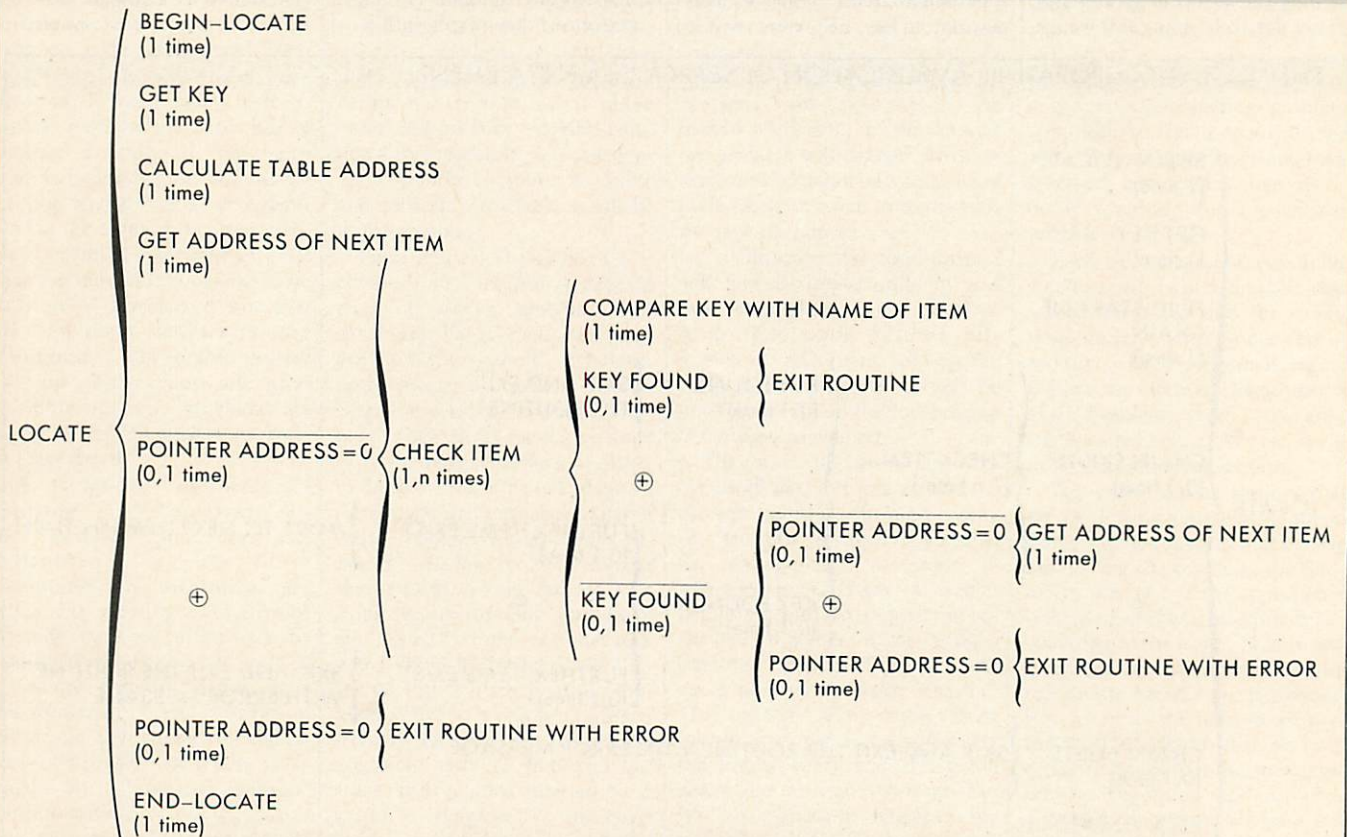 BEGIN–LOCATE
(1 time)
GET KEY
(1 time)
CALCULATE TABLE ADDRESS
(1 time)
GET ADDRESS OF NEXT ITEM
(1 time)
COMPARE KEY WITH NAME OF ITEM
(1 time)
KEY FOUND
(0,1 time)
EXIT ROUTINE
LOCATE
POINTER ADDRESS=0
(0,1 time)
CHECK ITEM
(1,n times)
⊕
POINTER ADDRESS=0
(0,1 time)
GET ADDRESS OF NEXT ITEM
(1 time)
⊕
KEY FOUND
(0,1 time)
⊕
POINTER ADDRESS=0
(0,1 time)
EXIT ROUTINE WITH ERROR
POINTER ADDRESS=0
(0,1 time)
EXIT ROUTINE WITH ERROR
END–LOCATE
(1 time)